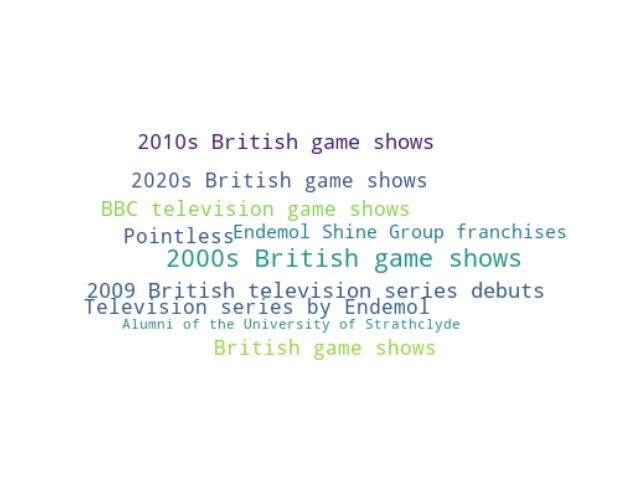 2010s British game shows
2020s British game shows
BBC television game shows
Pointless Endemol Shine Group franchises
2000s British game shows
2009 British television series debuts
Television series by Endemol
Alumni of the University of Strathclyde
British game shows